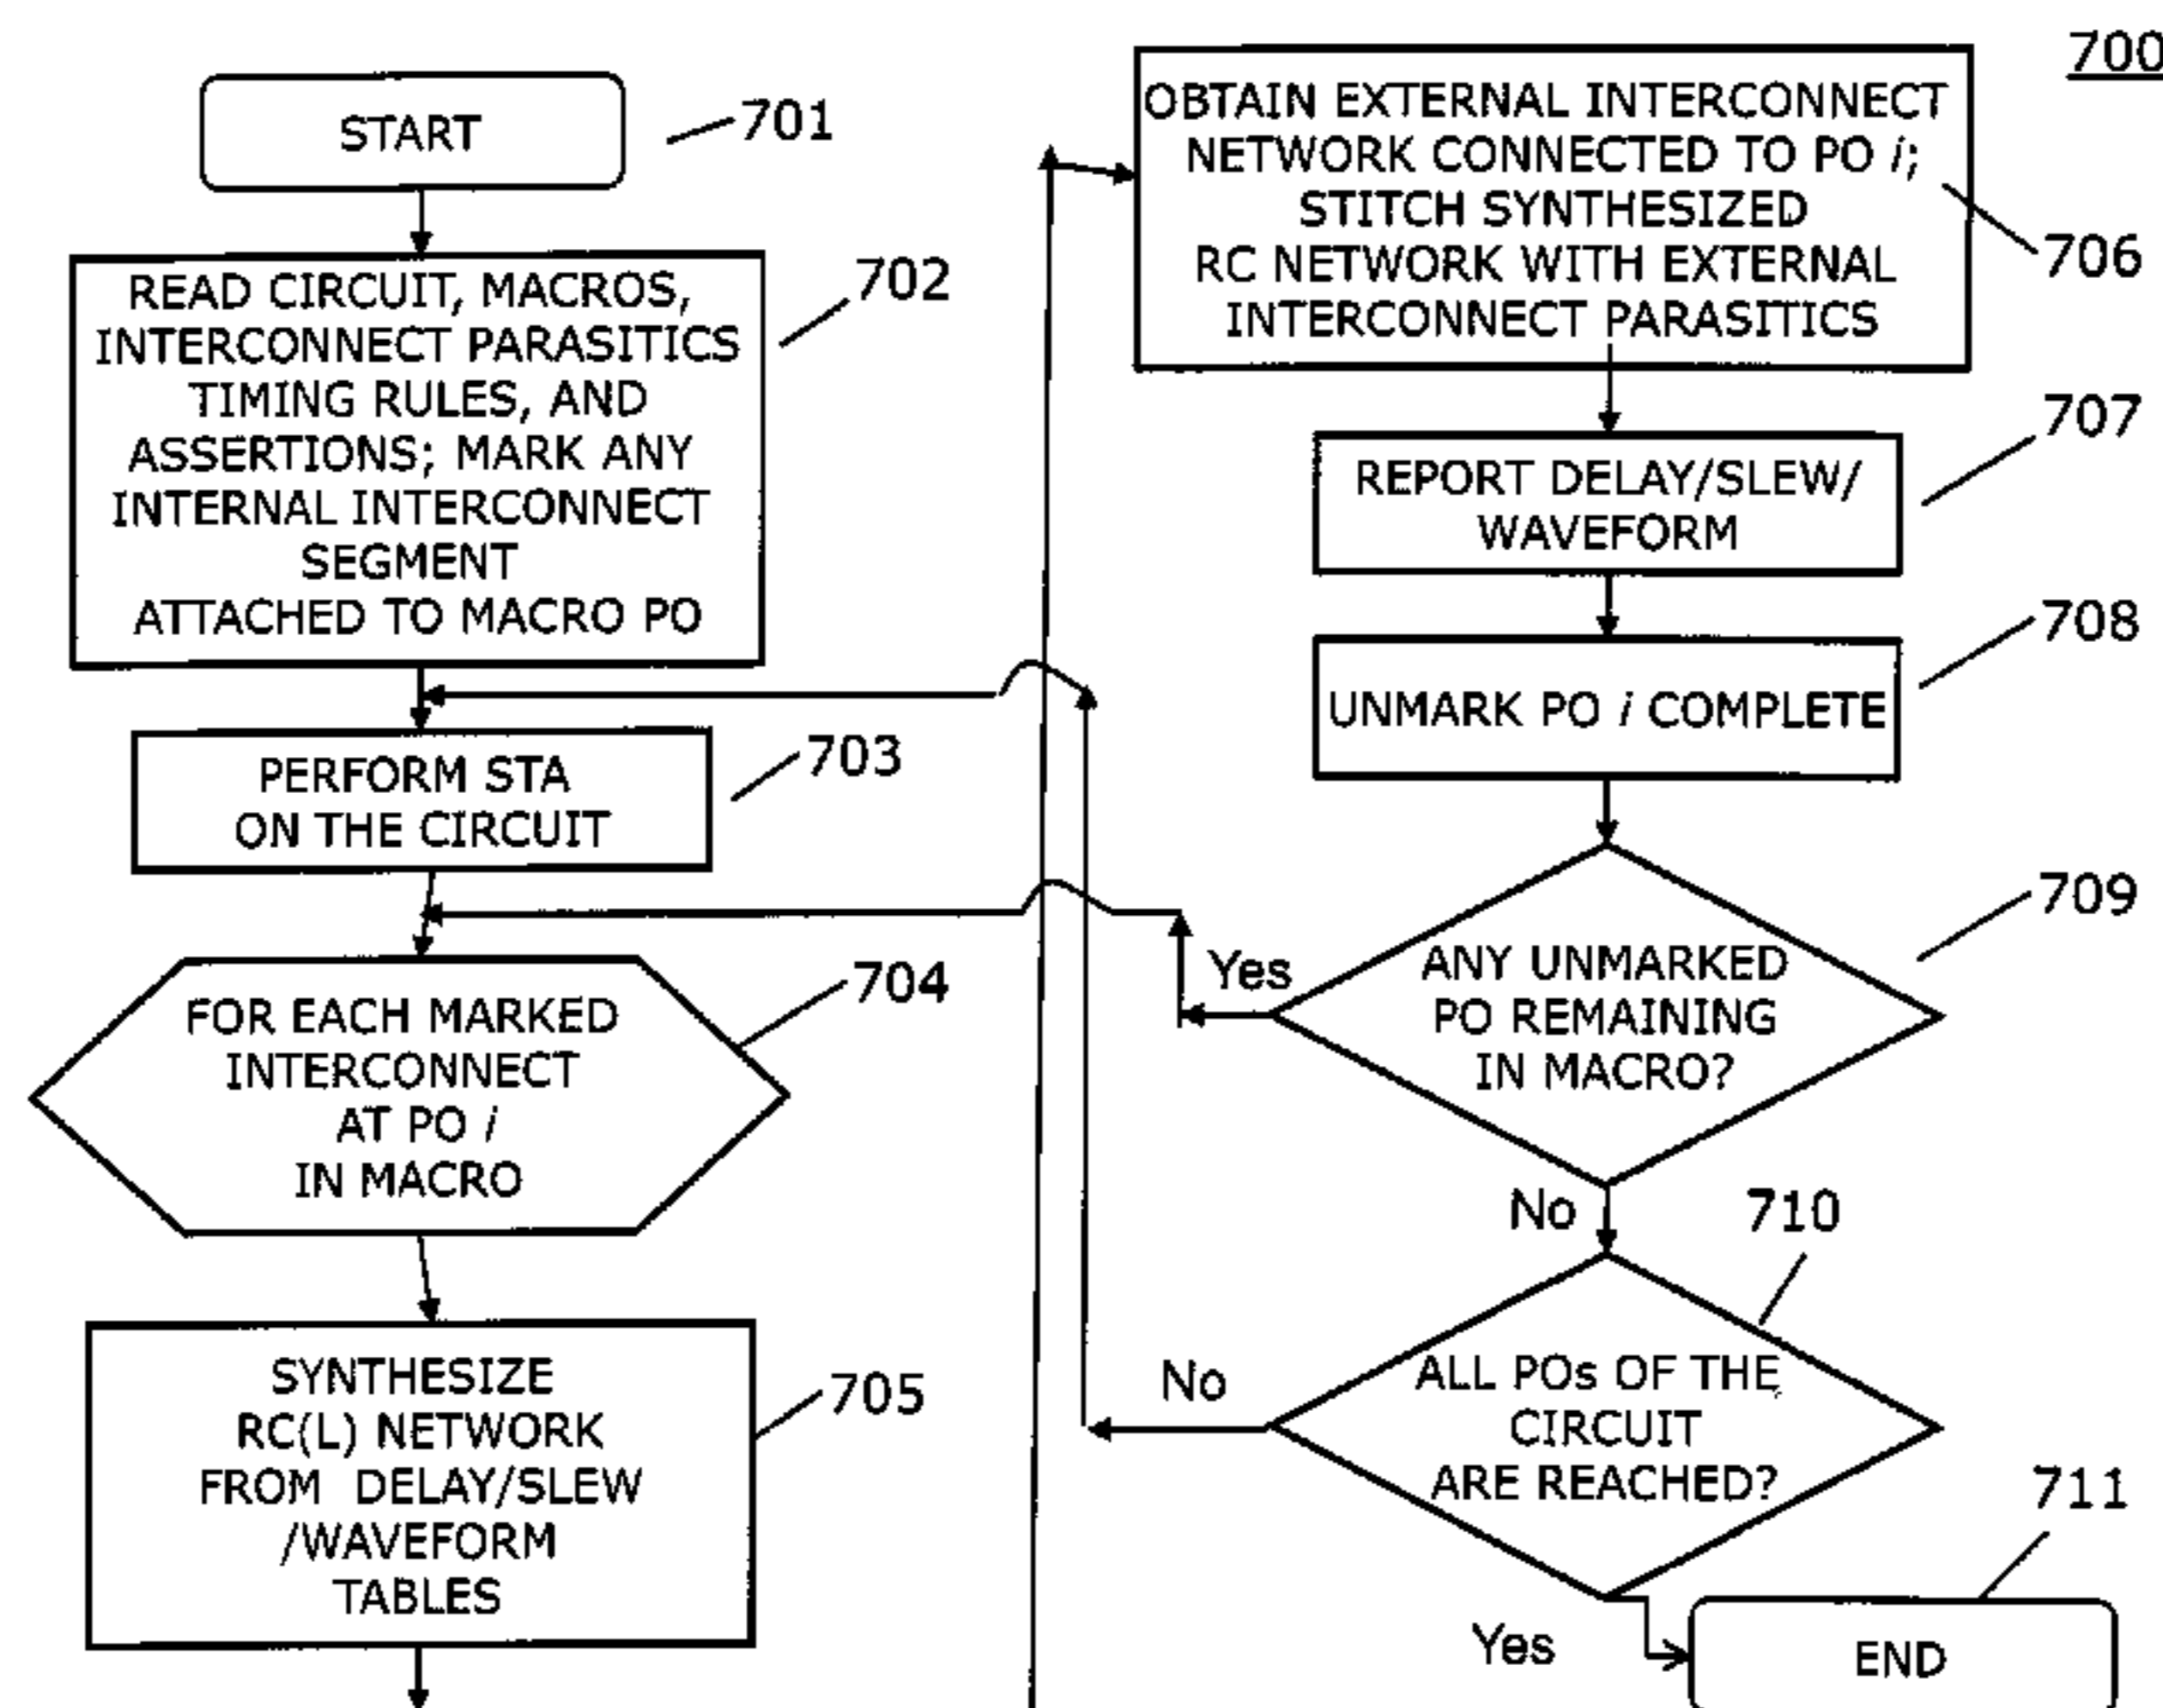 START
701
READ CIRCUIT, MACROS,
INTERCONNECT PARASITICS
TIMING RULES, AND
ASSERTIONS; MARK ANY
INTERNAL INTERCONNECT
SEGMENT
ATTACHED TO MACRO PO
702
PERFORM STA
ON THE CIRCUIT
703
FOR EACH MARKED
INTERCONNECT
AT PO i
IN MACRO
704
SYNTHESIZE
RC(L) NETWORK
FROM DELAY/SLEW
/WAVEFORM
TABLES
705
700
OBTAIN EXTERNAL INTERCONNECT
NETWORK CONNECTED TO PO i;
STITCH SYNTHESIZED
RC NETWORK WITH EXTERNAL
INTERCONNECT PARASITICS
706
REPORT DELAY/SLEW/
WAVEFORM
707
UNMARK PO i COMPLETE
708
ANY UNMARKED
PO REMAINING
IN MACRO?
709
Yes
No
ALL POs OF THE
CIRCUIT
ARE REACHED?
710
No
Yes
END
711